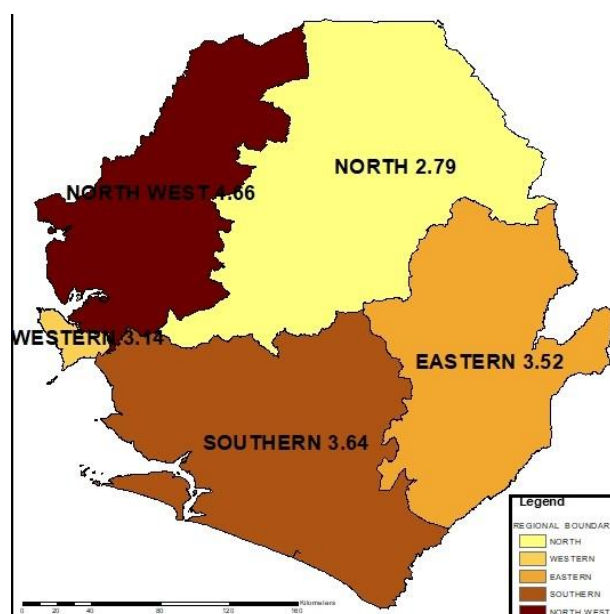 NORTH 2.79
NORTH WEST 4.66
WESTERN 3.14
EASTERN 3.52
SOUTHERN 3.64
Legend
REGIONAL BOUNDAR
NORTH
WESTERN
EASTERN
SOUTHERN
NORTH WEST
0 20 40 80 120 160
Kilometers